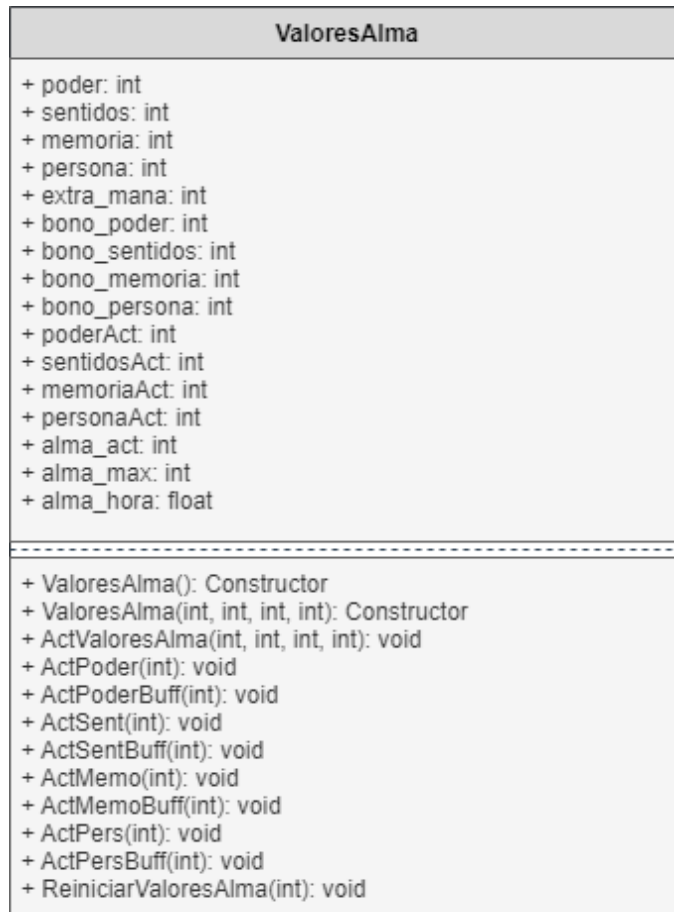 ValoresAlma
+ poder: int
+ sentidos: int
+ memoria: int
+ persona: int
+ extra_mana: int
+ bono_poder: int
+ bono_sentidos: int
+ bono_memoria: int
+ bono_persona: int
+ poderAct: int
+ sentidosAct: int
+ memoriaAct: int
+ personaAct: int
+ alma_act: int
+ alma_max: int
+ alma_hora: float
+ ValoresAlma(): Constructor
+ ValoresAlma(int, int, int, int): Constructor
+ ActValoresAlma(int, int, int, int): void
+ ActPoder(int): void
+ ActPoderBuff(int): void
+ ActSent(int): void
+ ActSentBuff(int): void
+ ActMemo(int): void
+ ActMemoBuff(int): void
+ ActPers(int): void
+ ActPersBuff(int): void
+ ReiniciarValoresAlma(int): void